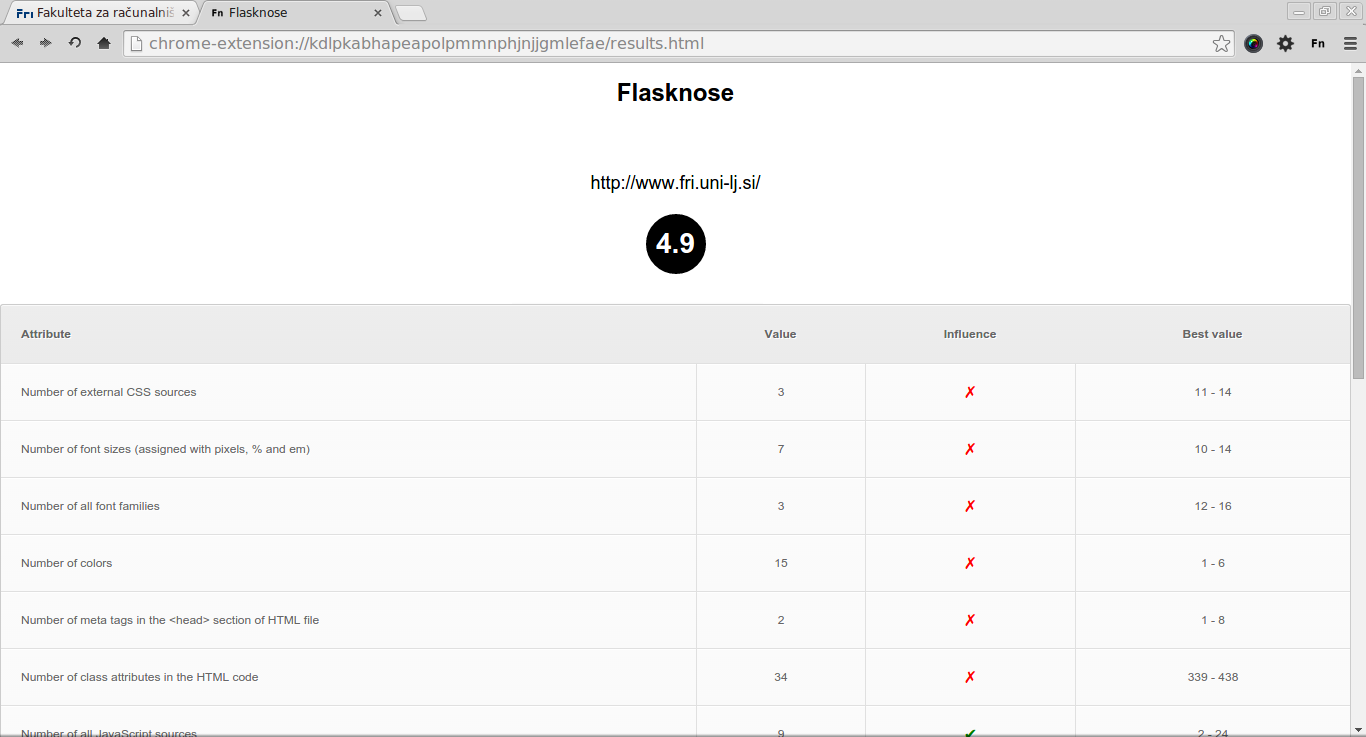 Fri Fakulteta za računalniš
Fn Flasknose
chrome-extension://kdlpkabhapeapolpmmnphjnjjgmlefae/results.html
Fn
Flasknose
http://www.fri.uni-lj.si/
4.9
Attribute Value Influence Best value
Number of external CSS sources 3 ✗ 11 - 14
Number of font sizes (assigned with pixels, % and em) 7 ✗ 10 - 14
Number of all font families 3 ✗ 12 - 16
Number of colors 15 ✗ 1 - 6
Number of meta tags in the <head> section of HTML file 2 ✗ 1 - 8
Number of class attributes in the HTML code 34 ✗ 339 - 438
Number of all JavaScript sources 9 ✔ 2 - 24